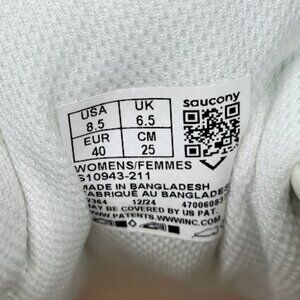 USA UK saucony
8.5 6.5
EUR CM
40 25
WOMENS/FEMMES
S10943-211
MADE IN BANGLADESH
FABRIQUÉ AU BANGLADESH
12/24
MAY BE COVERED BY US PAT.
WWW.PATENTS.WWWINC.COM